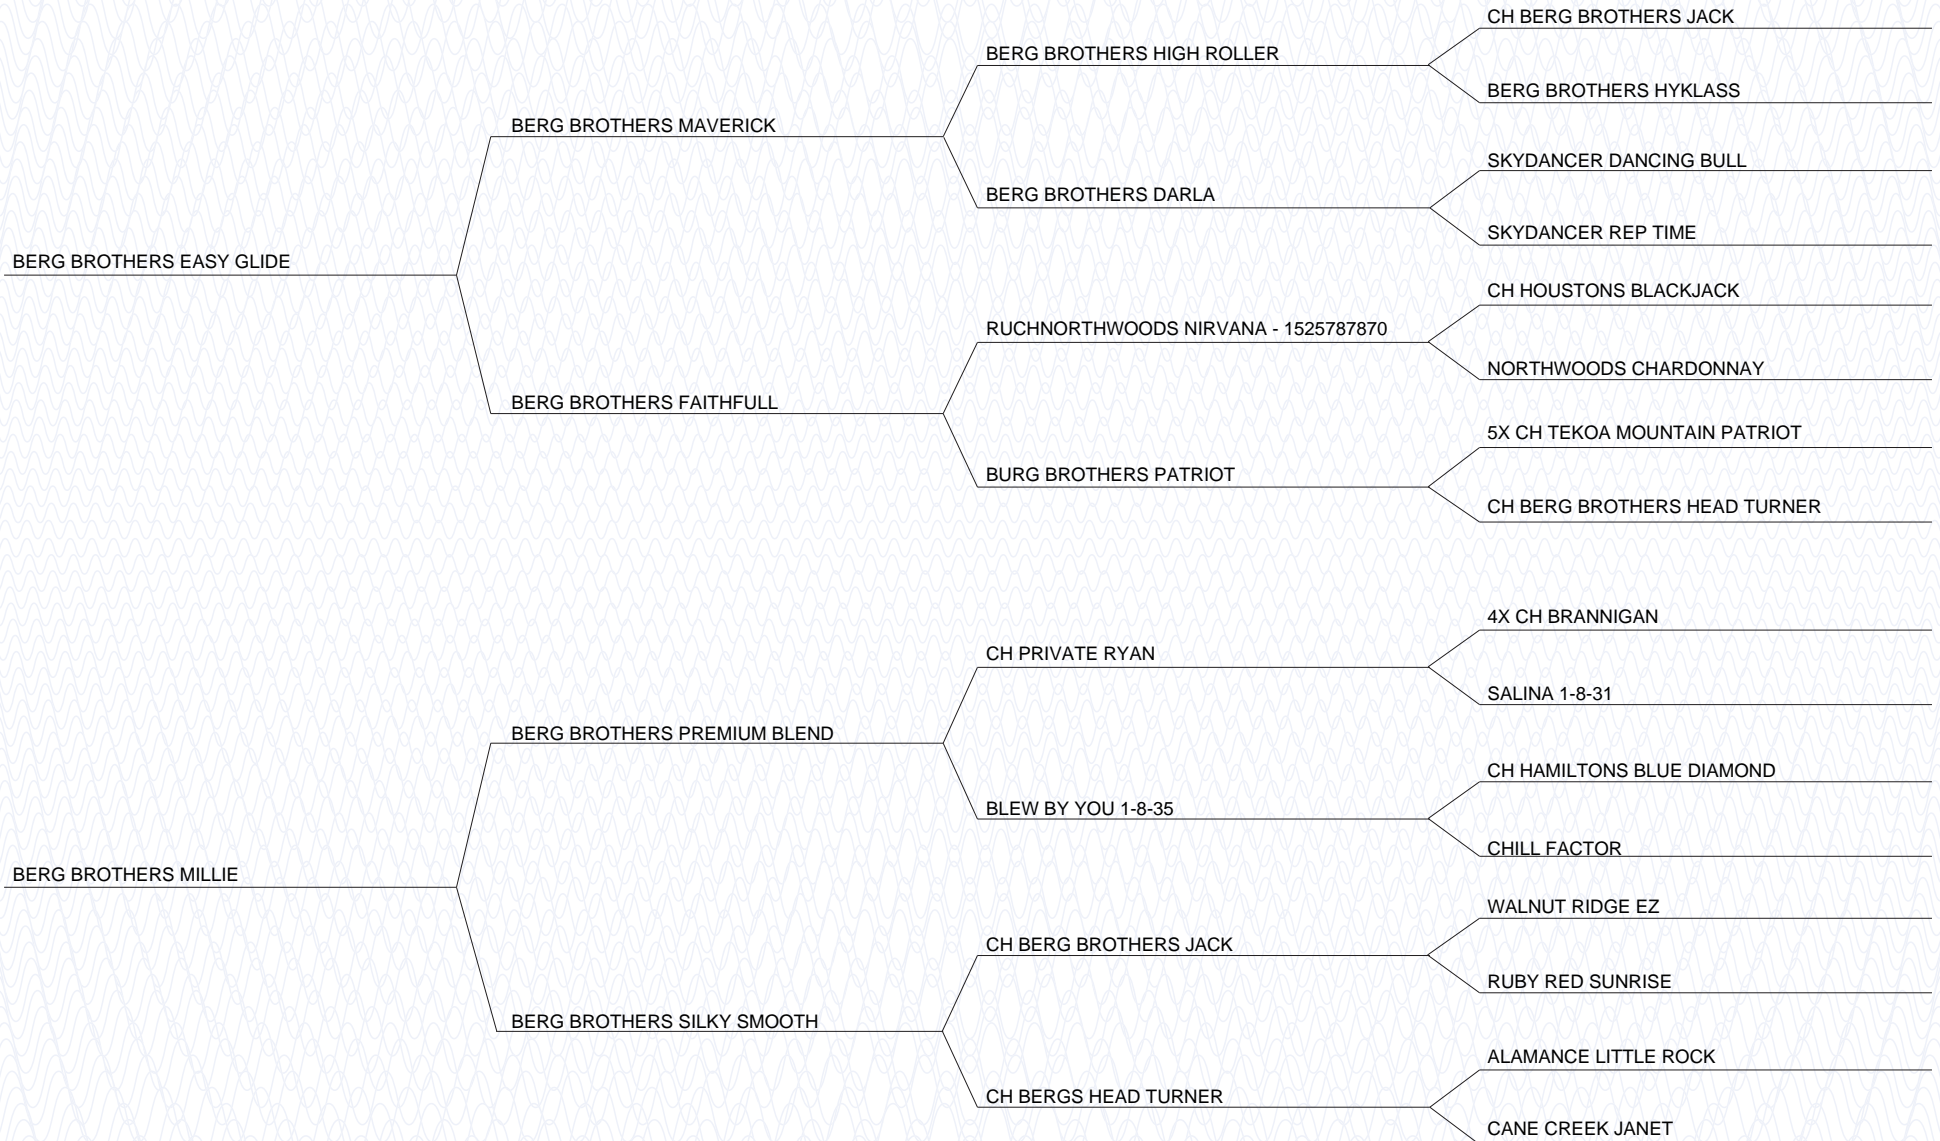 CH BERG BROTHERS JACK
BERG BROTHERS HIGH ROLLER
BERG BROTHERS HYKLASS
BERG BROTHERS MAVERICK
SKYDANCER DANCING BULL
BERG BROTHERS DARLA
SKYDANCER REP TIME
BERG BROTHERS EASY GLIDE
CH HOUSTONS BLACKJACK
RUCHNORTHWOODS NIRVANA - 1525787870
NORTHWOODS CHARDONNAY
BERG BROTHERS FAITHFULL
5X CH TEKOA MOUNTAIN PATRIOT
BURG BROTHERS PATRIOT
CH BERG BROTHERS HEAD TURNER
4X CH BRANNIGAN
CH PRIVATE RYAN
SALINA 1-8-31
BERG BROTHERS PREMIUM BLEND
CH HAMILTONS BLUE DIAMOND
BLEW BY YOU 1-8-35
CHILL FACTOR
BERG BROTHERS MILLIE
WALNUT RIDGE EZ
CH BERG BROTHERS JACK
RUBY RED SUNRISE
BERG BROTHERS SILKY SMOOTH
ALAMANCE LITTLE ROCK
CH BERGS HEAD TURNER
CANE CREEK JANET